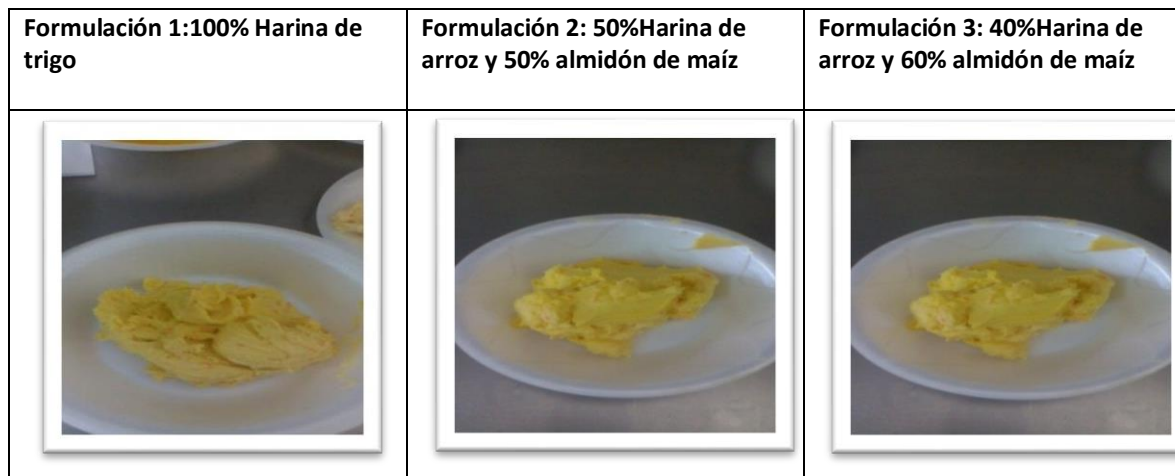 Formulación 1:100% Harina de
trigo
Formulación 2: 50%Harina de
arroz y 50% almidón de maíz
Formulación 3: 40%Harina de
arroz y 60% almidón de maíz